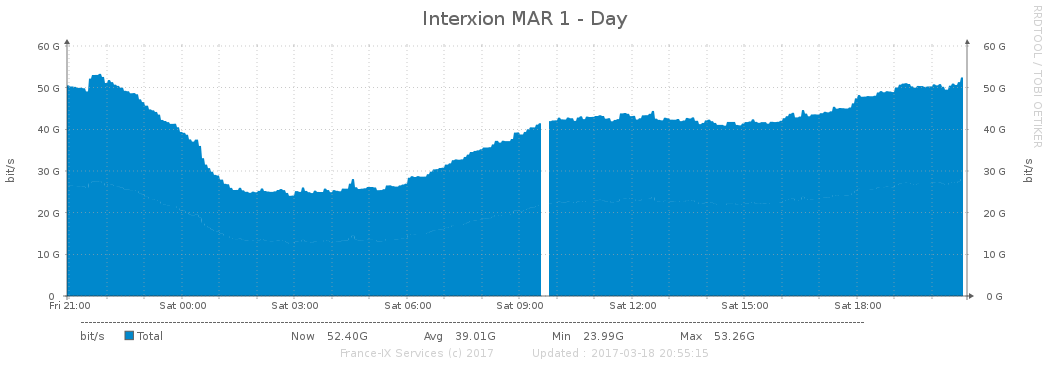 Interxion MAR 1 - Day
RRDTOOL / TOBI OETIKER
60 G 60 G
50 G 50 G
40 G 40 G
30 G 30 G
20 G 20 G
10 G 10 G
0 0 G
bit/s
bit/s
Fri 21:00 Sat 00:00 Sat 03:00 Sat 06:00 Sat 09:00 Sat 12:00 Sat 15:00 Sat 18:00
bit/s Total Now 52.40G Avg 39.01G Min 23.99G Max 53.26G
France-IX Services (c) 2017 Updated : 2017-03-18 20:55:15